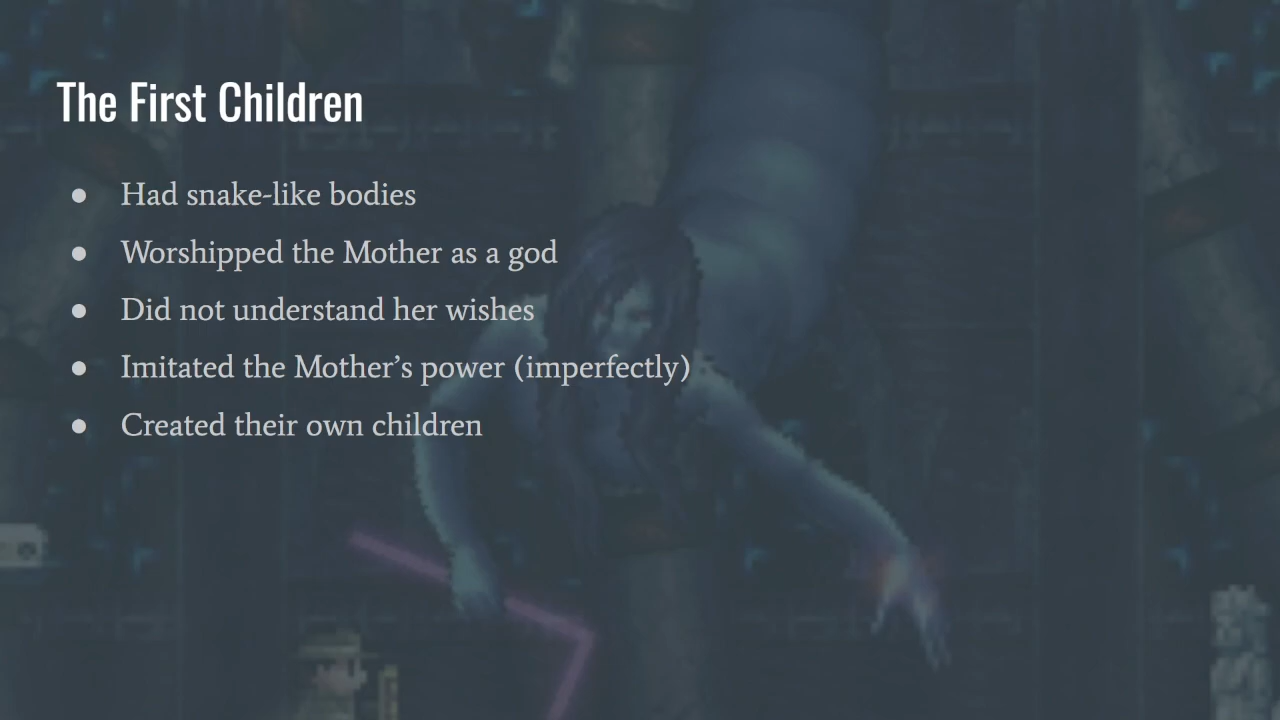 The First Children
● Had snake-like bodies
● Worshipped the Mother as a god
● Did not understand her wishes
● Imitated the Mother’s power (imperfectly)
● Created their own children